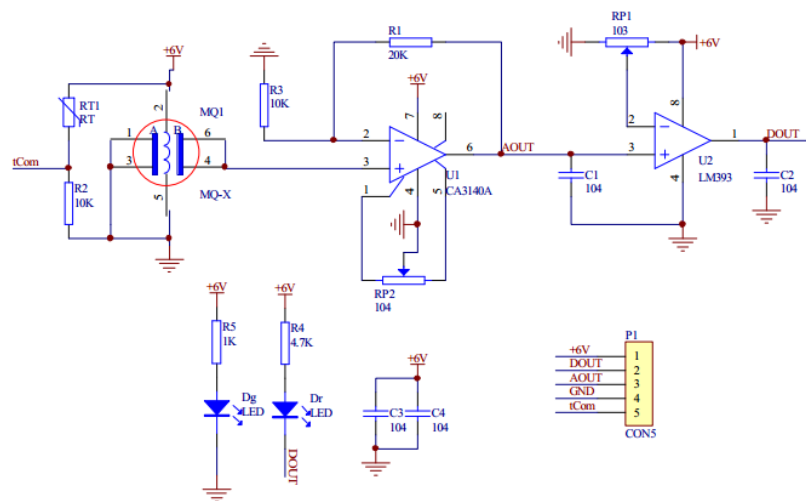 +6V
RT1
RT
tCom
R2
10K
1
3
2
5
A
B
6
4
MQ1
MQ-X
R3
10K
R1
20K
+6V
7
8
2
3
6
1
4
5
U1
CA3140A
AOUT
RP2
104
RP1
103
+6V
8
2
3
1
4
U2
LM393
DOUT
C1
104
C2
104
+6V
R5
1K
Dg
LED
+6V
R4
4.7K
Dr
LED
DOUT
+6V
C3
104
C4
104
P1
+6V 1
DOUT 2
AOUT 3
GND 4
tCom 5
CON5